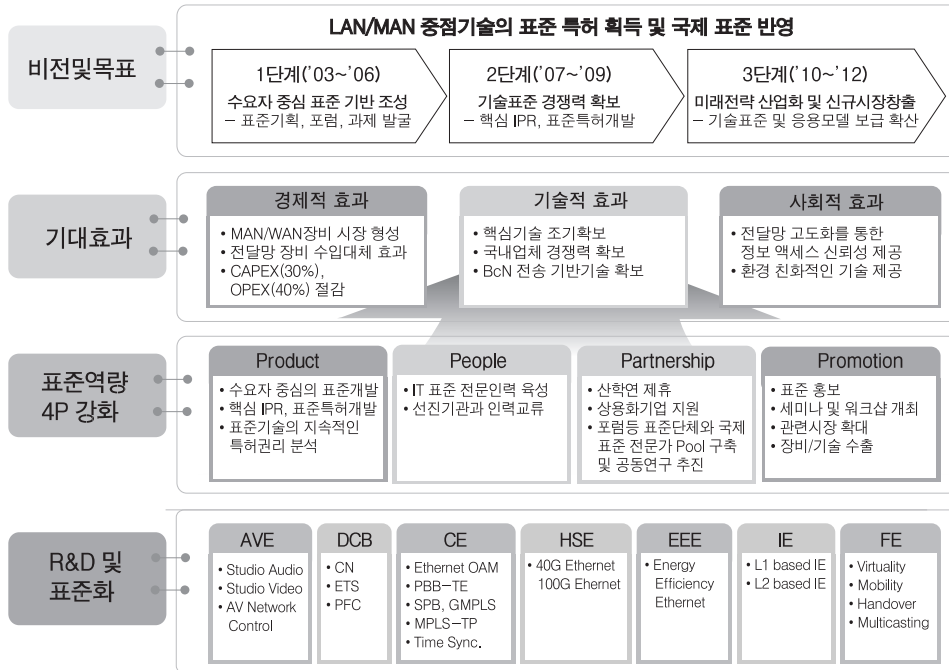 LAN/MAN 중점기술의 표준 특허 획득 및 국제 표준 반영
비전및목표
1단계('03~'06)
수요자 중심 표준 기반 조성
– 표준기획, 포럼, 과제 발굴
2단계('07~'09)
기술표준 경쟁력 확보
– 핵심 IPR, 표준특허개발
3단계('10~'12)
미래전략 산업화 및 신규시장창출
– 기술표준 및 응용모델 보급 확산
기대효과
경제적 효과
• MAN/WAN장비 시장 형성
• 전달망 장비 수입대체 효과
• CAPEX(30%),
OPEX(40%) 절감
기술적 효과
• 핵심기술 조기확보
• 국내업체 경쟁력 확보
• BcN 전송 기반기술 확보
사회적 효과
• 전달망 고도화를 통한
정보 액세스 신뢰성 제공
• 환경 친화적인 기술 제공
표준역량
4P 강화
Product
• 수요자 중심의 표준개발
• 핵심 IPR, 표준특허개발
• 표준기술의 지속적인
특허권리 분석
People
• IT 표준 전문인력 육성
• 선진기관과 인력교류
Partnership
• 산학연 제휴
• 상용화기업 지원
• 포럼등 표준단체와 국제
표준 전문가 Pool 구축
및 공동연구 추진
Promotion
• 표준 홍보
• 세미나 및 워크샵 개최
• 관련시장 확대
• 장비/기술 수출
R&D 및
표준화
AVE
• Studio Audio
• Studio Video
• AV Network
Control
DCB
• CN
• ETS
• PFC
CE
• Ethernet OAM
• PBB–TE
• SPB, GMPLS
• MPLS–TP
• Time Sync.
HSE
• 40G Ethernet
100G Ehernet
EEE
• Energy
Efficiency
Ethernet
IE
• L1 based IE
• L2 based IE
FE
• Virtuality
• Mobility
• Handover
• Multicasting